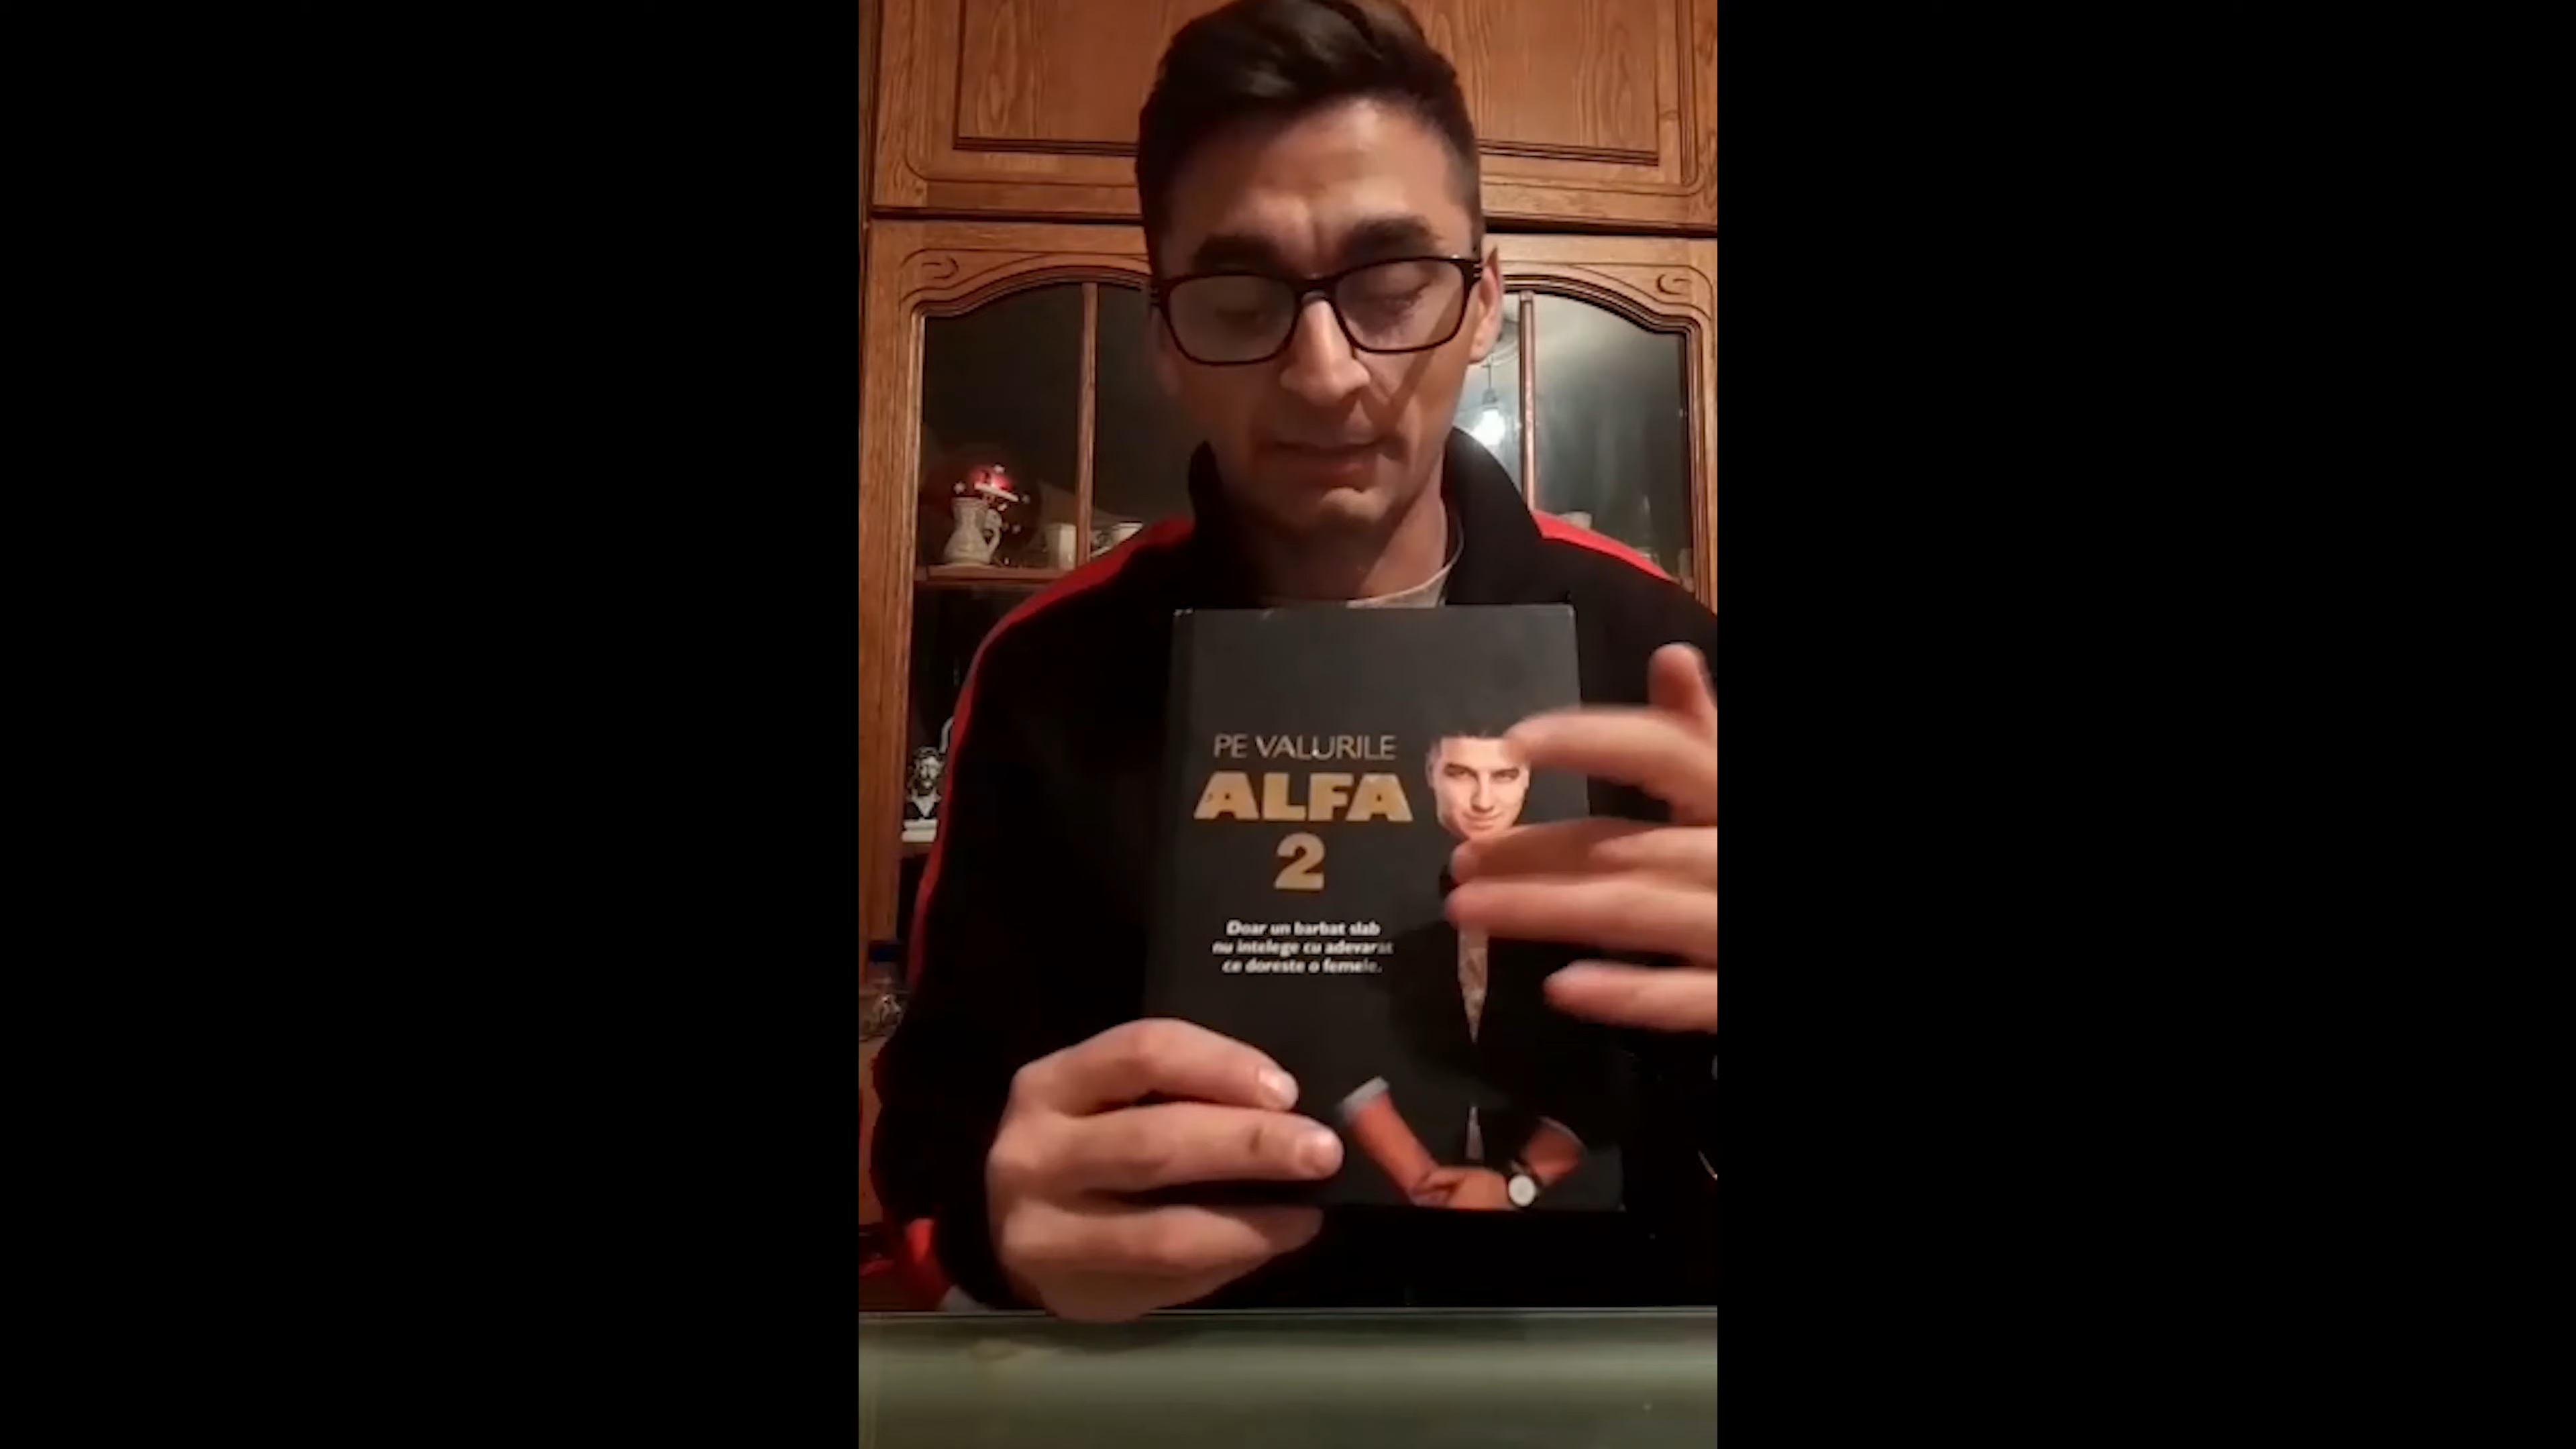 PE VALURILE
ALFA
2
Doar un barbat slab
nu intelege cu adevarat
ce doreste o femeie.